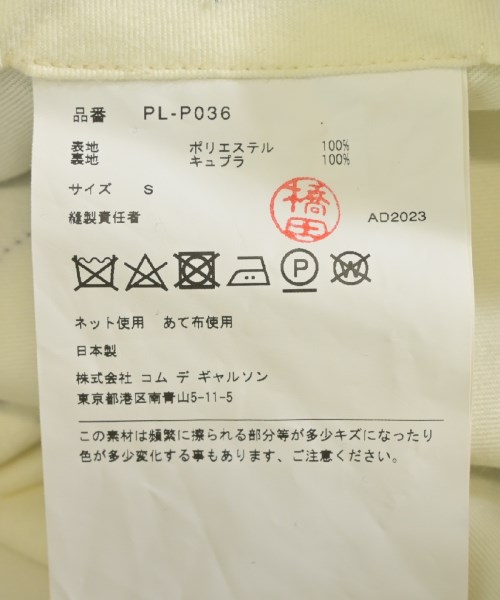 品番 PL-P036
表地 ポリエステル 100%
裏地 キュプラ 100%
サイズ S
縫製責任者 橋田 AD2023
P W
ネット使用 あて布使用
日本製
株式会社 コム デ ギャルソン
東京都港区南青山5-11-5
この素材は頻繁に擦られる部分等が多少キズになったり
色が多少変化する事もあります、ご注意ください。